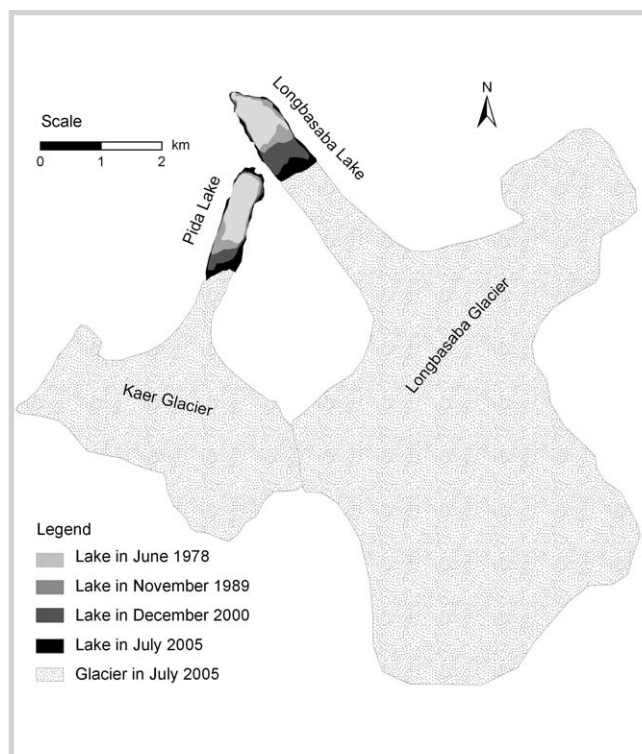 N
Longbasaba Lake
Scale
km
0 1 2
Pida Lake
Longbasaba Glacier
Kaer Glacier
Legend
Lake in June 1978
Lake in November 1989
Lake in December 2000
Lake in July 2005
Glacier in July 2005